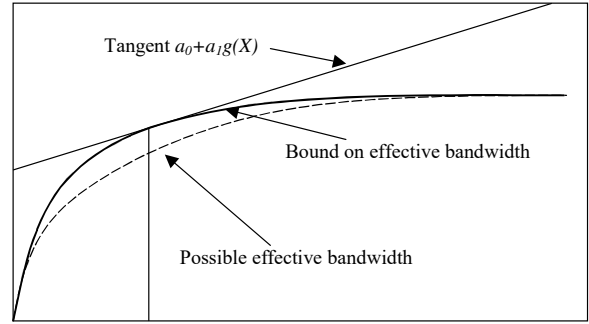 Tangent a₀+a₁g(X)
Bound on effective bandwidth
Possible effective bandwidth